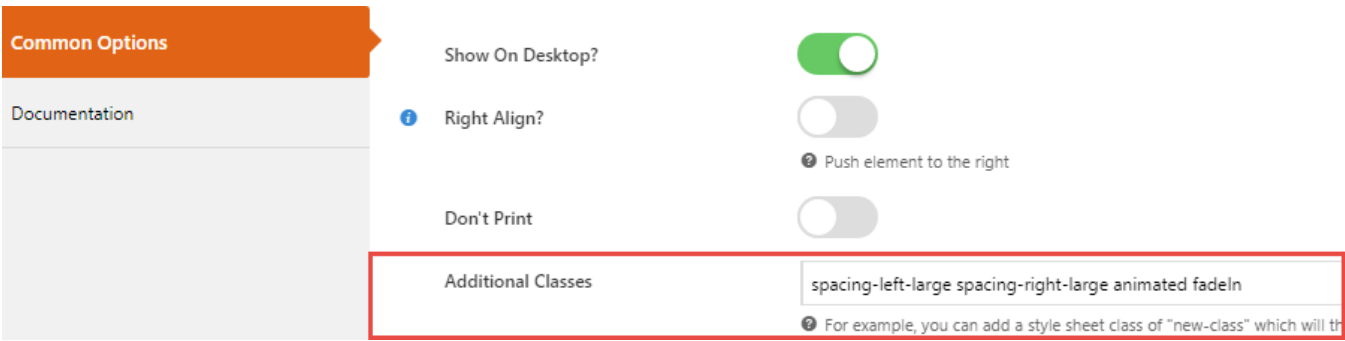 Common Options
Show On Desktop?
Documentation
Right Align?
Push element to the right
Don't Print
Additional Classes
spacing-left-large spacing-right-large animated fadeIn
For example, you can add a style sheet class of "new-class" which will th